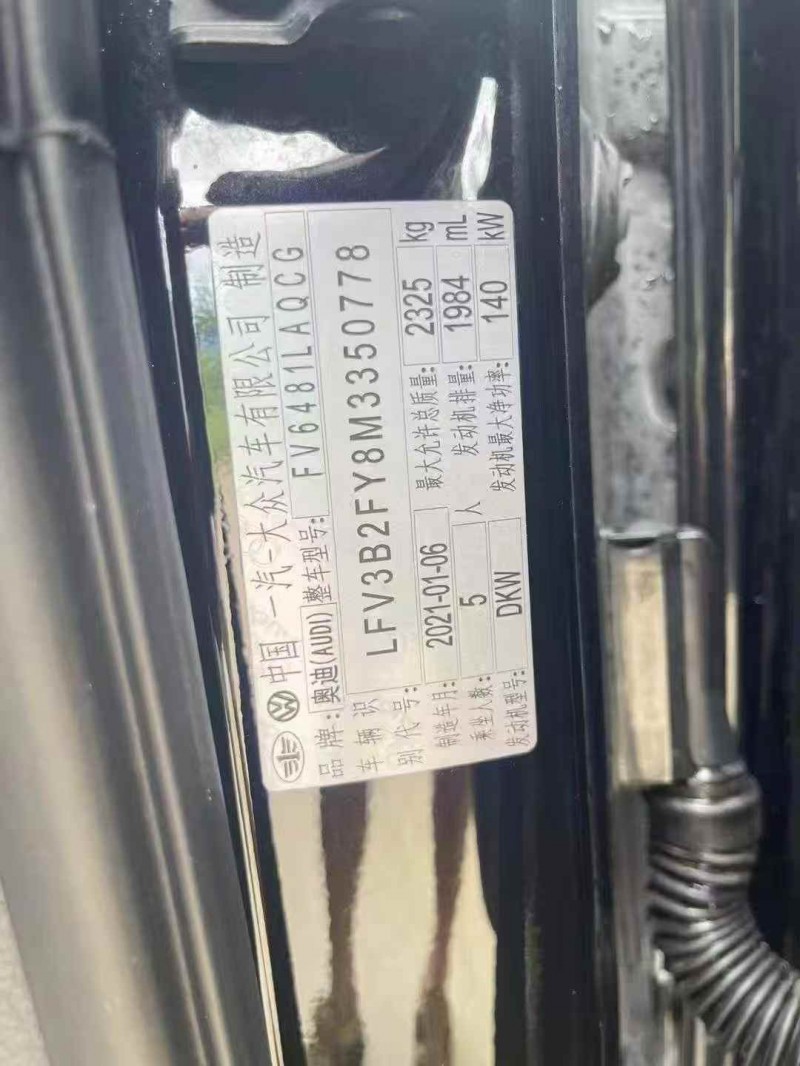 中国 一汽-大众汽车有限公司 制造
品牌: 奥迪(AUDI) 整车型号: FV6481LAQCG
车辆识别代号: LFV3B2FY8M3350778
制造年月: 2021-01-06 最大允许总质量: 2325 kg
乘坐人数: 5 人 发动机排量: 1984 mL
发动机型号: DKW 发动机最大净功率: 140 kW